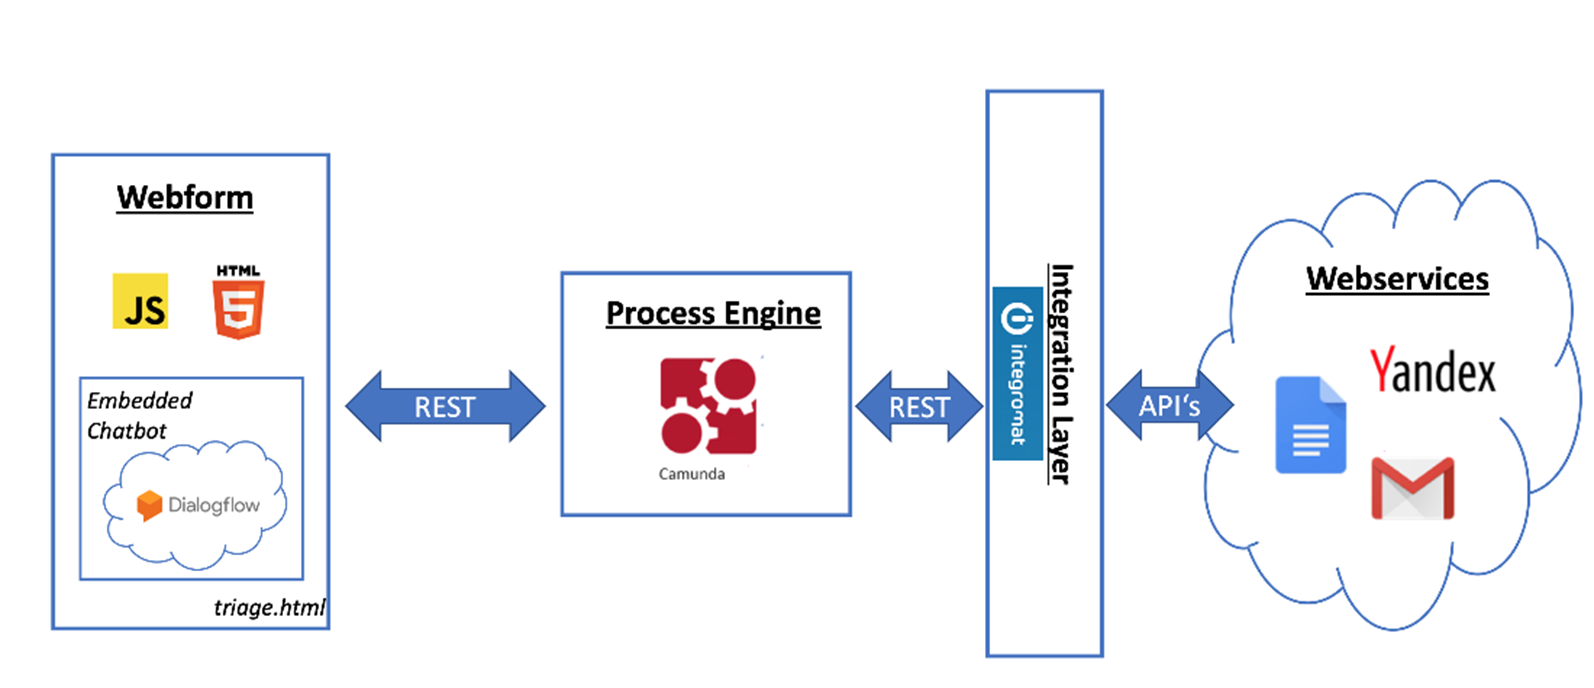 Webform
JS
HTML
5
Embedded
Chatbot
Dialogflow
triage.html
REST
Process Engine
Camunda
REST
integromat
Integration Layer
API‘s
Webservices
Yandex